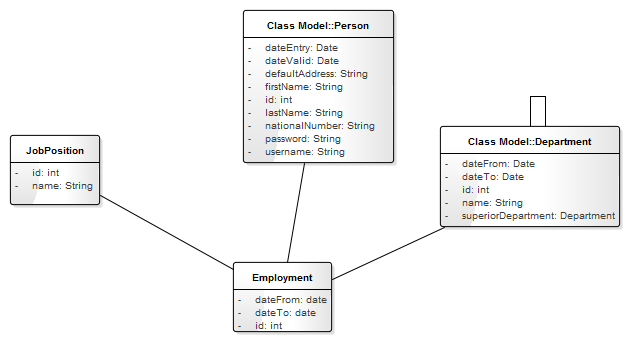 Class Model::Person
- dateEntry: Date
- dateValid: Date
- defaultAddress: String
- firstName: String
- id: int
- lastName: String
- nationalNumber: String
- password: String
- username: String
JobPosition
- id: int
- name: String
Class Model::Department
- dateFrom: Date
- dateTo: Date
- id: int
- name: String
- superiorDepartment: Department
Employment
- dateFrom: date
- dateTo: date
- id: int